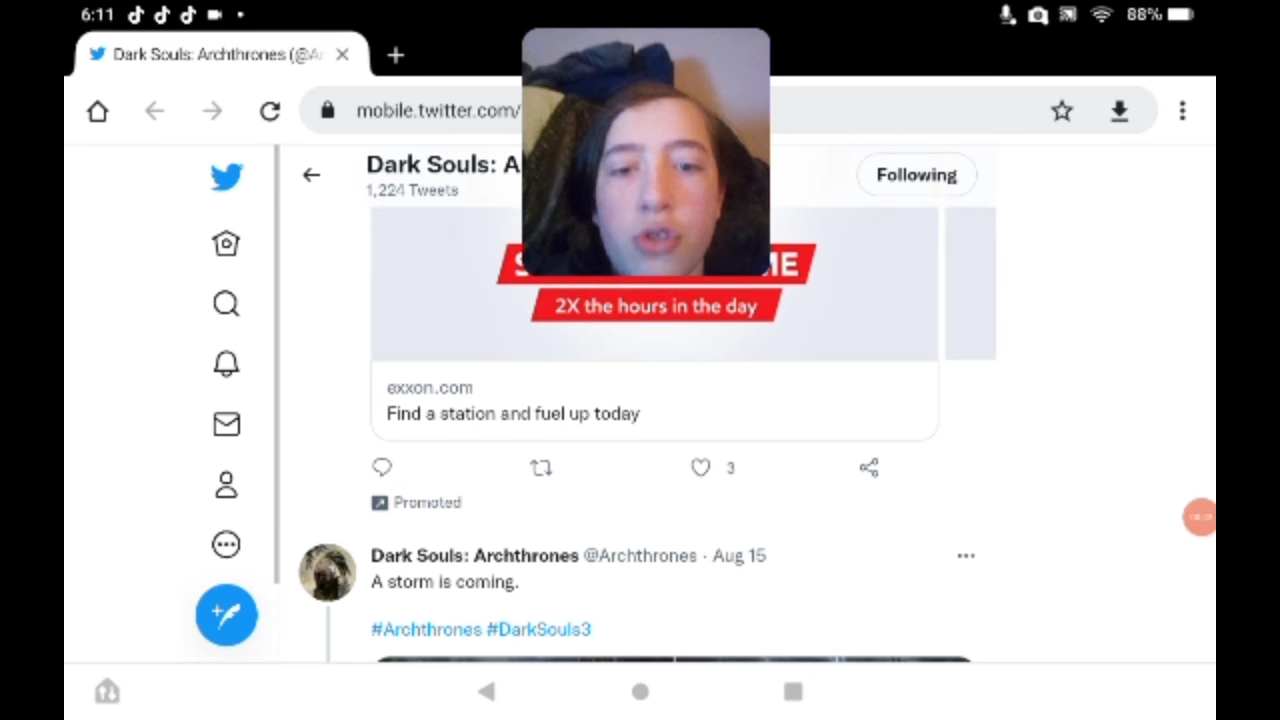 6:11
88%
Dark Souls: Archthrones (@Ar
mobile.twitter.com/
Dark Souls: A
1,224 Tweets
Following
2X the hours in the day
exxon.com
Find a station and fuel up today
3
Promoted
Dark Souls: Archthrones @Archthrones · Aug 15
A storm is coming.
#Archthrones #DarkSouls3